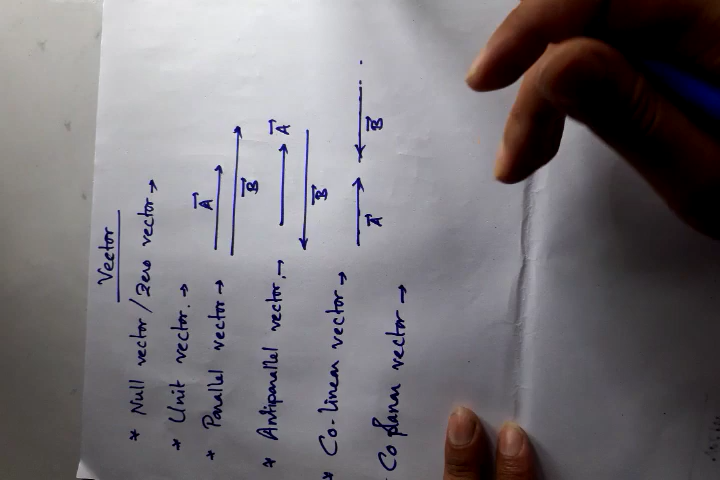 Vector
* Null vector / Zero vector →
* Unit vector. →
* Parallel vector → A B
* Antiparallel vector. → A B
* Co-linear vector → A B
Co planar vector →